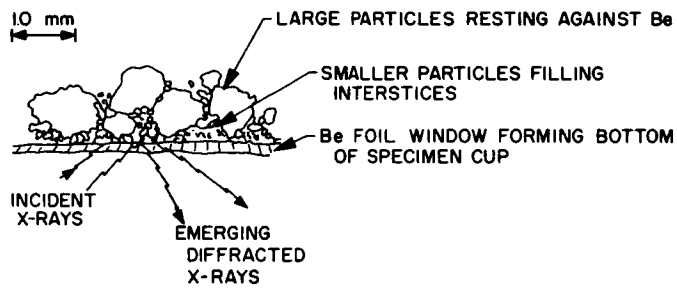 1.0 mm
LARGE PARTICLES RESTING AGAINST Be
SMALLER PARTICLES FILLING
INTERSTICES
Be FOIL WINDOW FORMING BOTTOM
OF SPECIMEN CUP
INCIDENT
X-RAYS
EMERGING
DIFFRACTED
X-RAYS